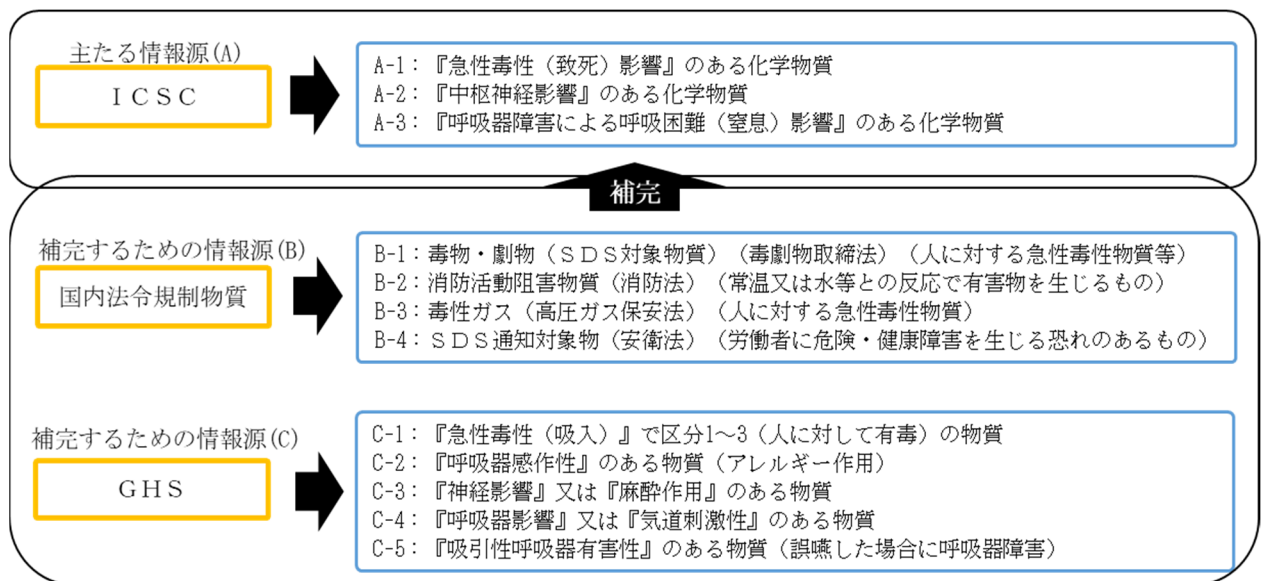 主たる情報源(A)
ＩＣＳＣ
A-1：『急性毒性（致死）影響』のある化学物質
A-2：『中枢神経影響』のある化学物質
A-3：『呼吸器障害による呼吸困難（窒息）影響』のある化学物質
補完
補完するための情報源(B)
国内法令規制物質
B-1：毒物・劇物（ＳＤＳ対象物質）（毒劇物取締法）（人に対する急性毒性物質等）
B-2：消防活動阻害物質（消防法）（常温又は水等との反応で有害物を生じるもの）
B-3：毒性ガス（高圧ガス保安法）（人に対する急性毒性物質）
B-4：ＳＤＳ通知対象物（安衛法）（労働者に危険・健康障害を生じる恐れのあるもの）
補完するための情報源(C)
ＧＨＳ
C-1：『急性毒性（吸入）』で区分1～3（人に対して有毒）の物質
C-2：『呼吸器感作性』のある物質（アレルギー作用）
C-3：『神経影響』又は『麻酔作用』のある物質
C-4：『呼吸器影響』又は『気道刺激性』のある物質
C-5：『吸引性呼吸器有害性』のある物質（誤嚥した場合に呼吸器障害）